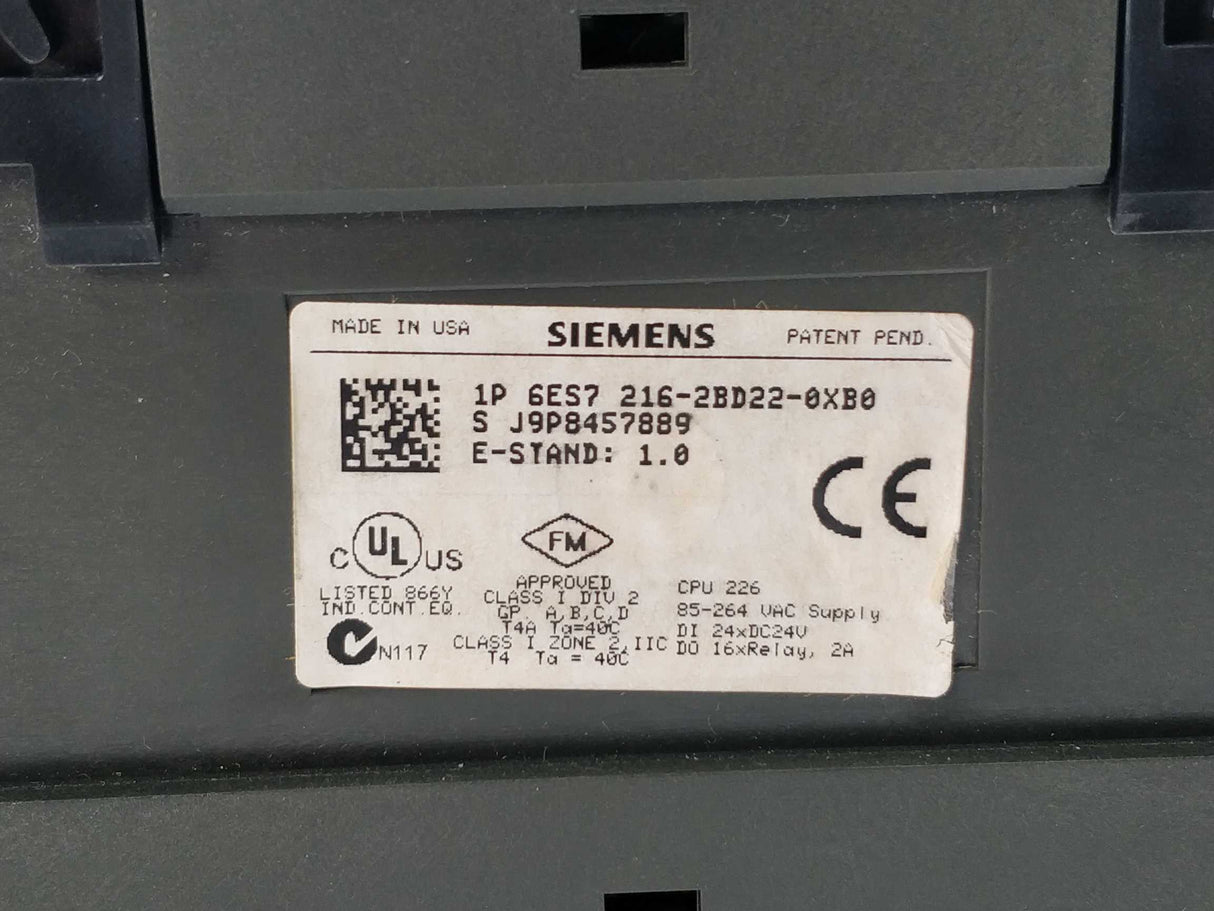 MADE IN USA SIEMENS PATENT PEND.
1P 6ES7 216-2BD22-0XB0
S J9P8457889
E-STAND: 1.0
CE
C UL US
LISTED 866Y
IND.CONT.EQ.
N117
FM
APPROVED
CLASS I DIV 2
GP. A,B,C,D
T4A Ta=40C
CLASS I ZONE 2,IIC
T4 Ta = 40C
CPU 226
85-264 VAC Supply
DI 24xDC24V
DO 16xRelay, 2A